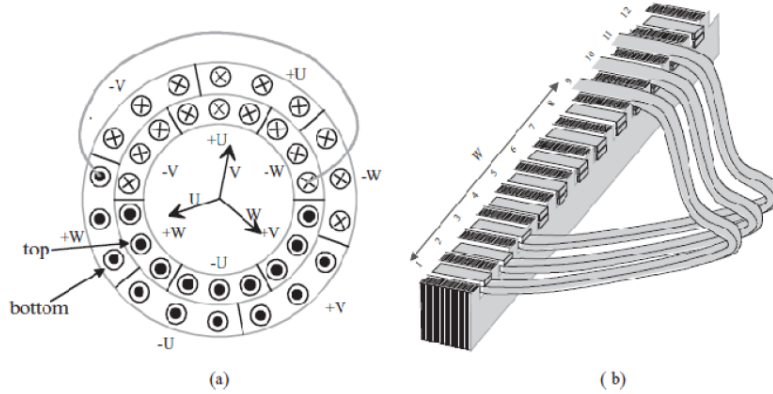 -V
+U
+U
-V
-W
-W
U
V
W
+W
+V
+W
top
-U
bottom
+V
-U
(a)
12
11
10
9
8
7
6
5
4
3
2
1
W
( b)